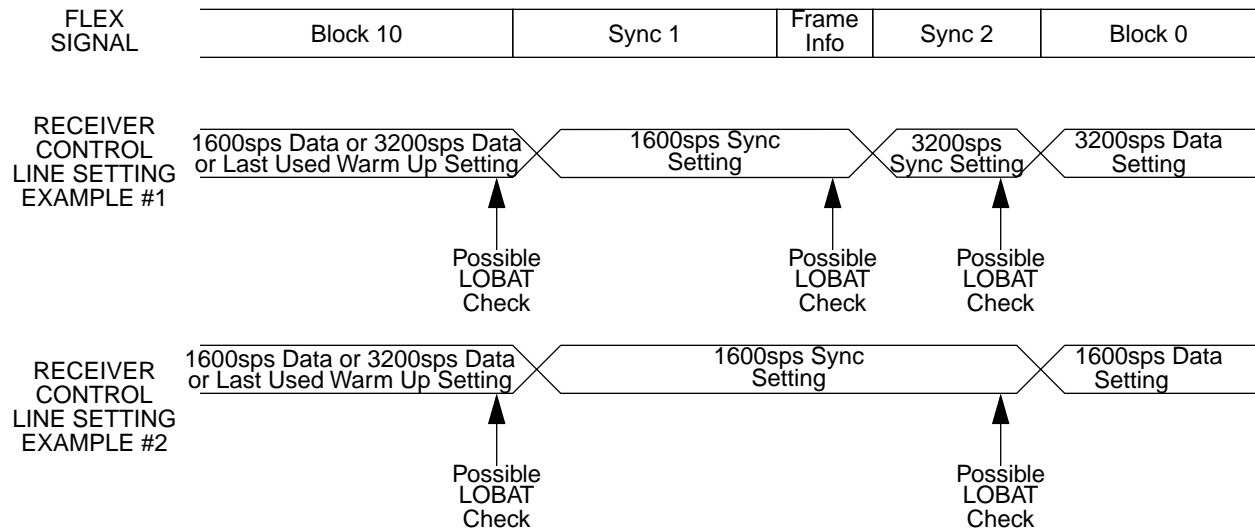 FLEX
SIGNAL
Block 10
Sync 1
Frame
Info
Sync 2
Block 0
RECEIVER
CONTROL
LINE SETTING
EXAMPLE #1
1600sps Data or 3200sps Data
or Last Used Warm Up Setting
1600sps Sync
Setting
3200sps
Sync Setting
3200sps Data
Setting
Possible
LOBAT
Check
Possible
LOBAT
Check
Possible
LOBAT
Check
RECEIVER
CONTROL
LINE SETTING
EXAMPLE #2
1600sps Data or 3200sps Data
or Last Used Warm Up Setting
1600sps Sync
Setting
1600sps Data
Setting
Possible
LOBAT
Check
Possible
LOBAT
Check